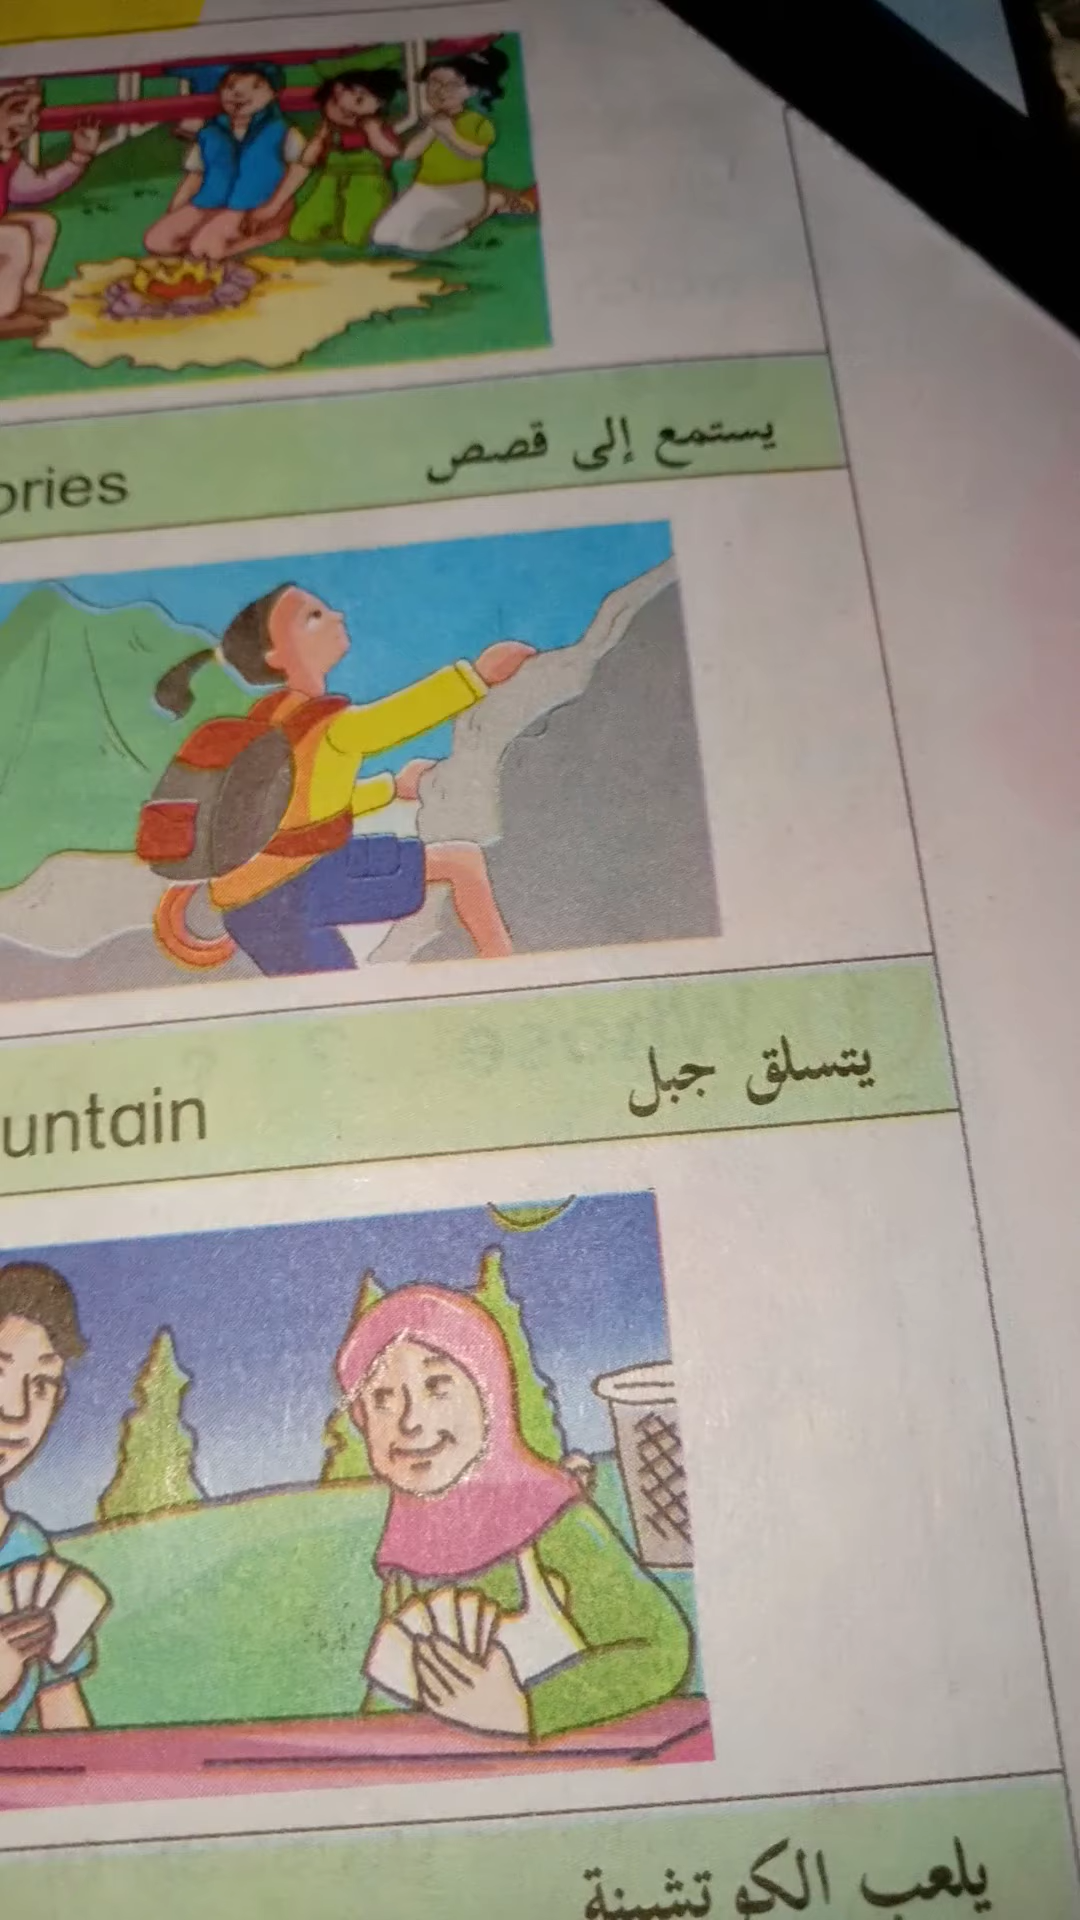 ories يستمع إلى قصص
untain يتسلق جبل
يلعب الكوتشينة